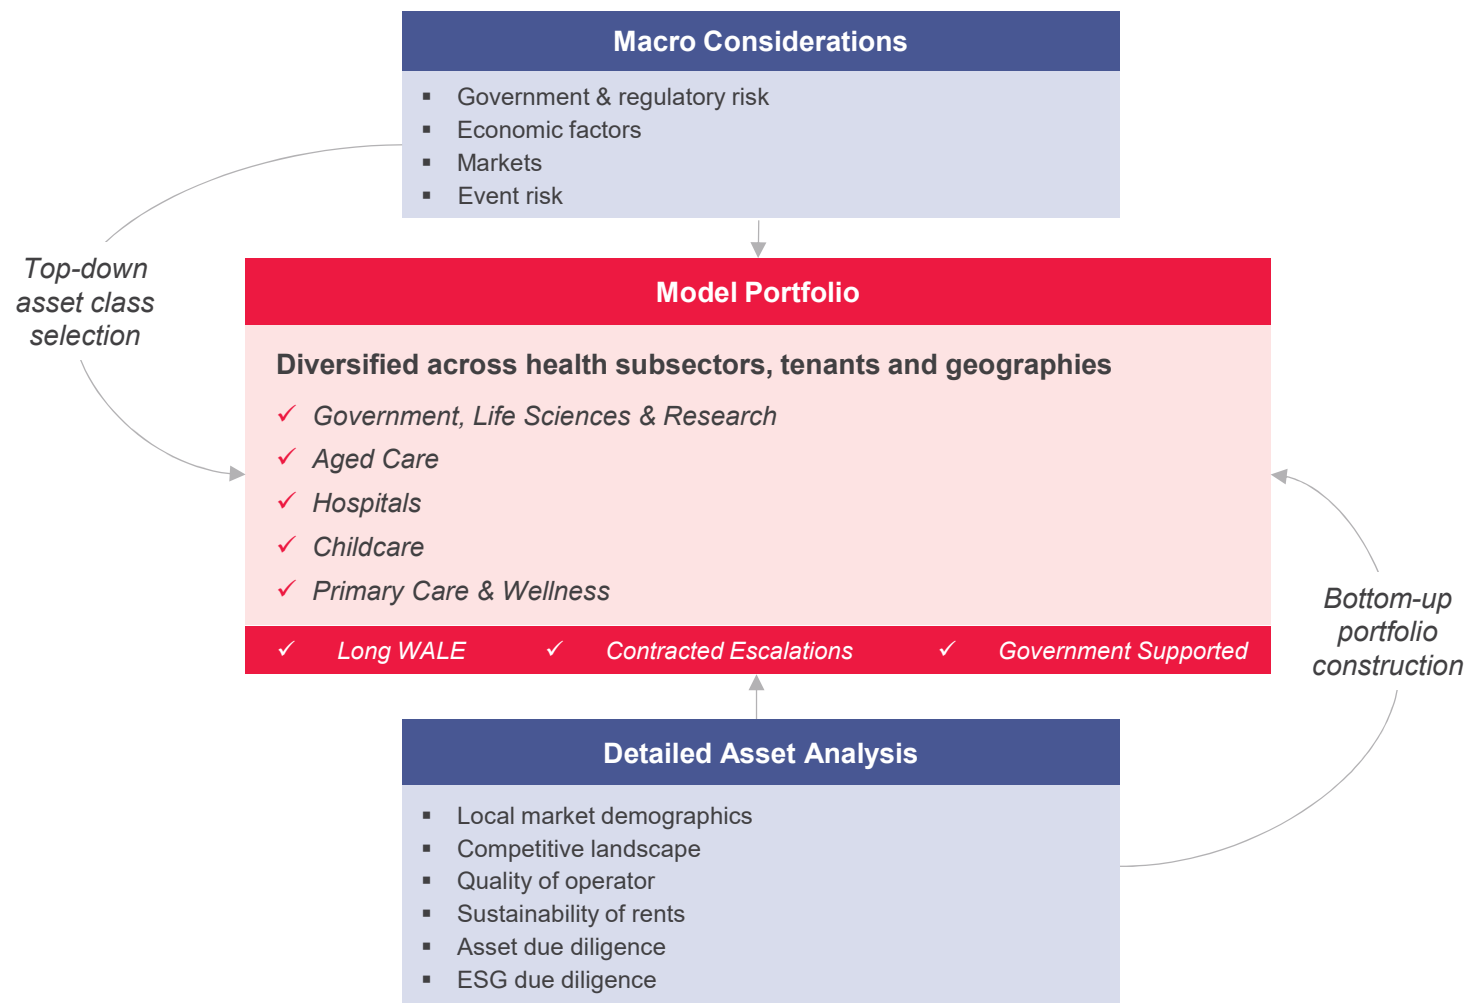 Macro Considerations
▪ Government & regulatory risk
▪ Economic factors
▪ Markets
▪ Event risk
Top-down
asset class
selection
Model Portfolio
Diversified across health subsectors, tenants and geographies
✓ Government, Life Sciences & Research
✓ Aged Care
✓ Hospitals
✓ Childcare
✓ Primary Care & Wellness
✓ Long WALE ✓ Contracted Escalations ✓ Government Supported
Bottom-up
portfolio
construction
Detailed Asset Analysis
▪ Local market demographics
▪ Competitive landscape
▪ Quality of operator
▪ Sustainability of rents
▪ Asset due diligence
▪ ESG due diligence